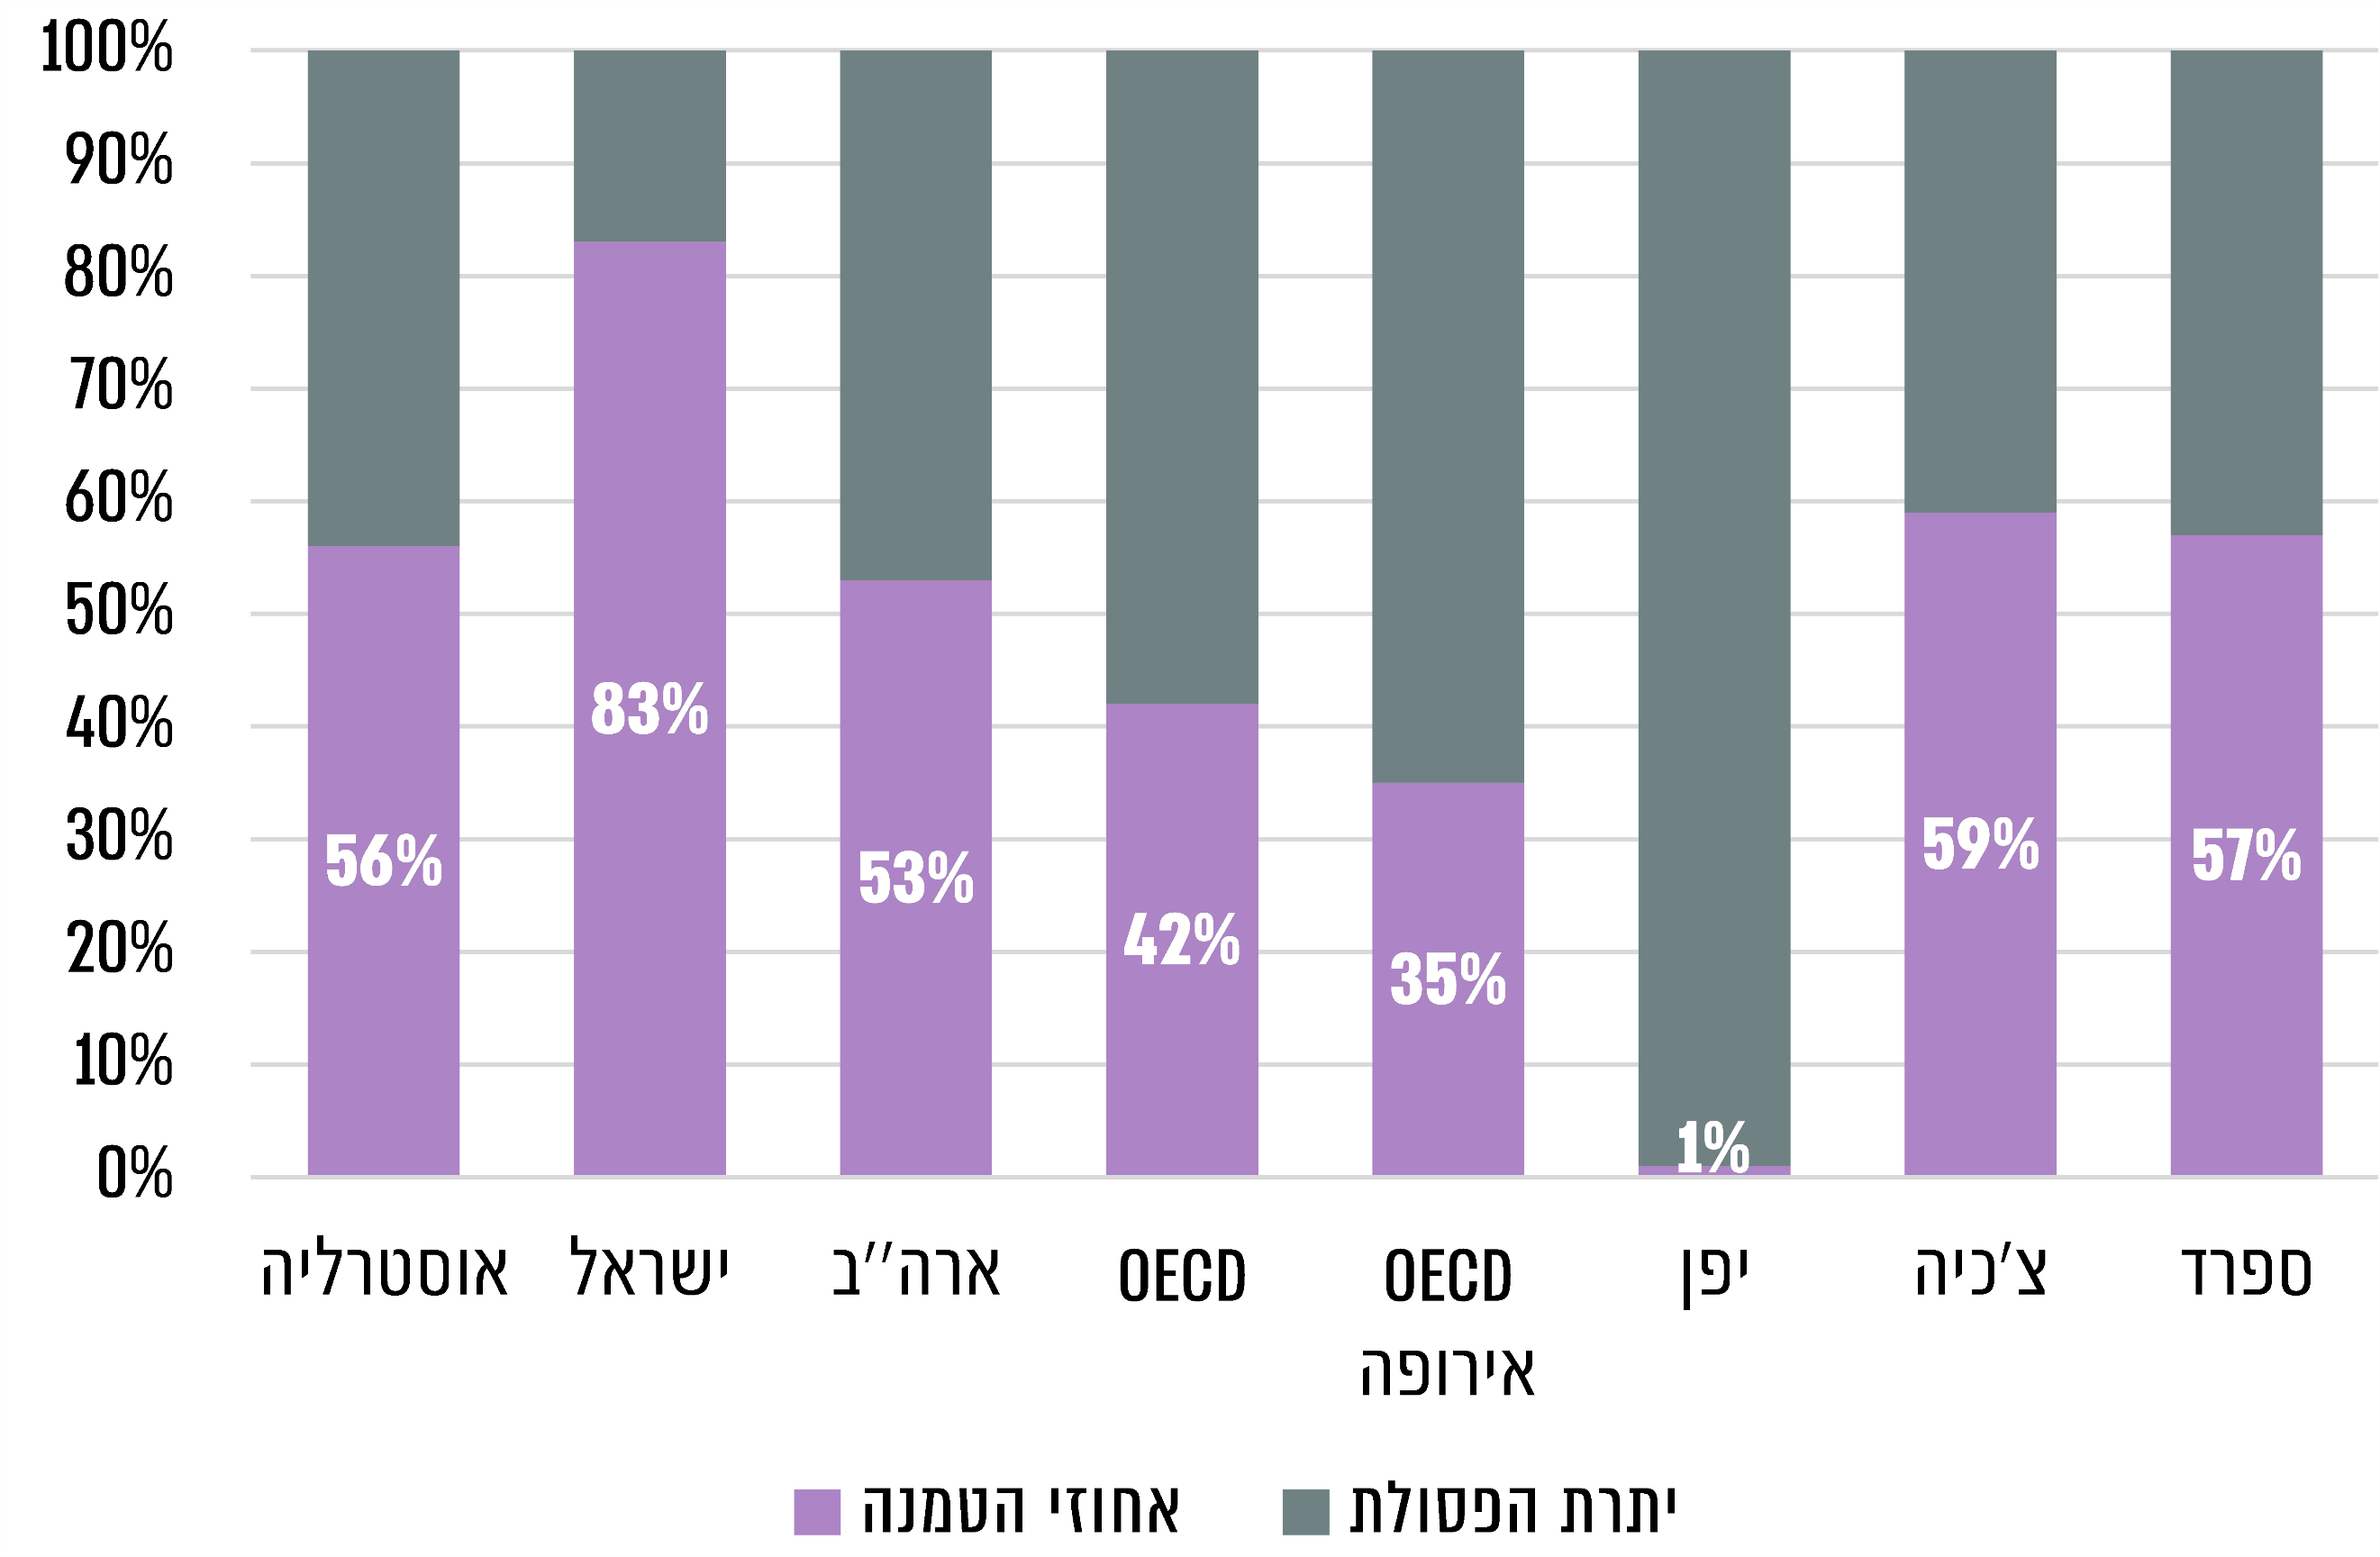 100%
90%
80%
70%
60%
50%
40%
30%
20%
10%
0%
56%
83%
53%
42%
35%
1%
59%
57%
אוסטרליה
ישראל
ארה''ב
OECD
OECD
אירופה
יפן
צ'כיה
ספרד
אחוזי הטמנה
יתרת הפסולת